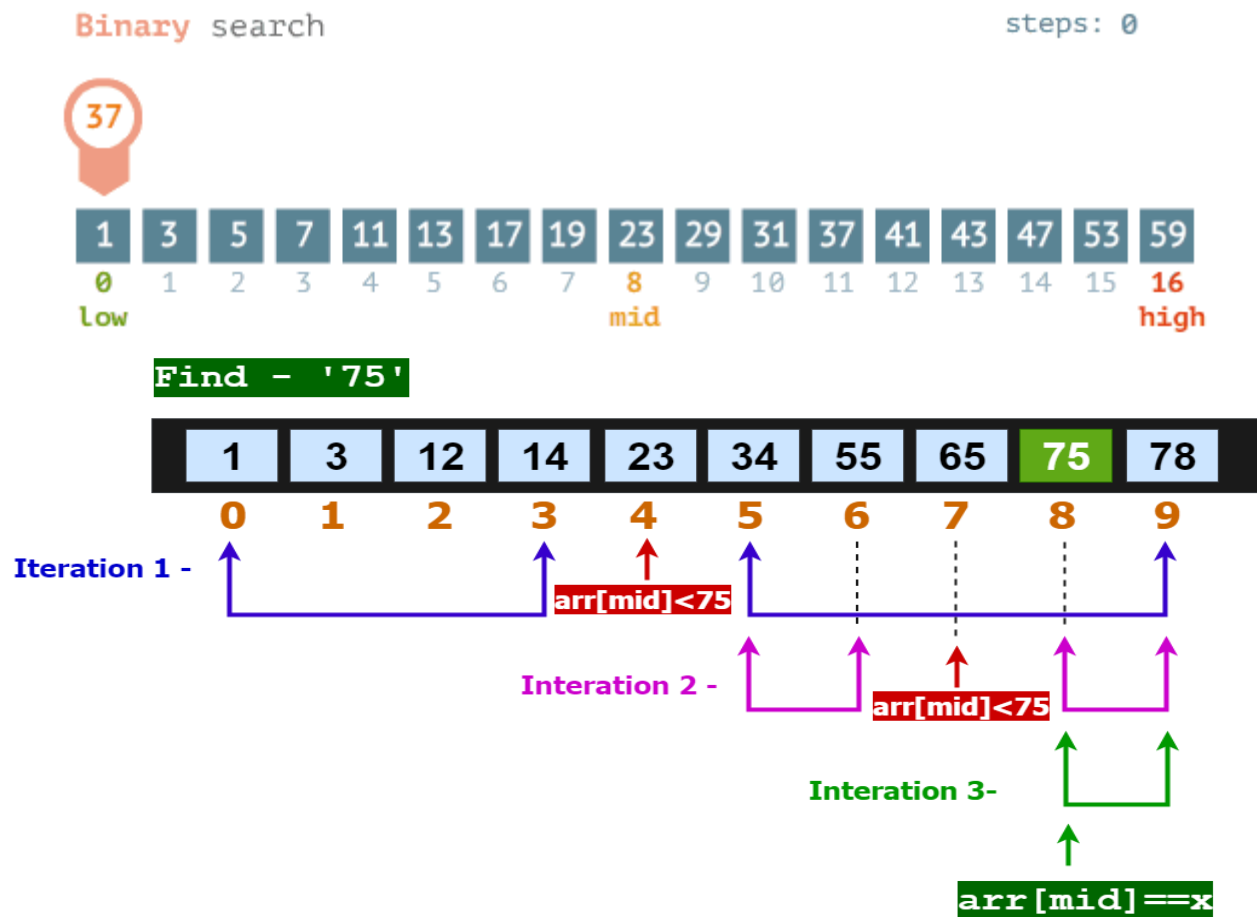 Binary search
steps: 0
37
1 3 5 7 11 13 17 19 23 29 31 37 41 43 47 53 59
0 1 2 3 4 5 6 7 8 9 10 11 12 13 14 15 16
low mid high
Find - '75'
1 3 12 14 23 34 55 65 75 78
0 1 2 3 4 5 6 7 8 9
Iteration 1 -
arr[mid]<75
Interation 2 -
arr[mid]<75
Interation 3-
arr[mid]==x